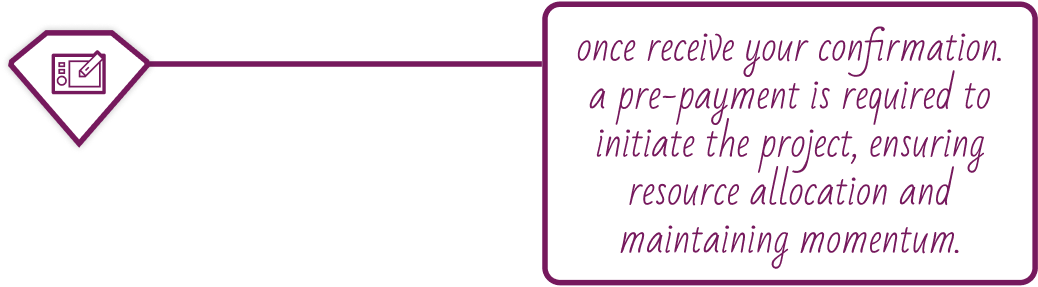 once receive your confirmation.
a pre-payment is required to
initiate the project, ensuring
resource allocation and
maintaining momentum.